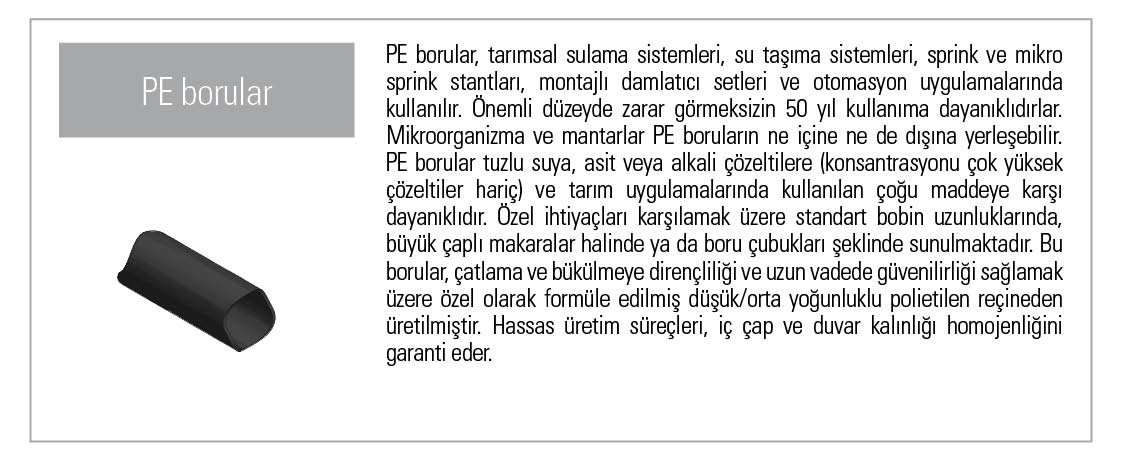 PE borular
PE borular, tarımsal sulama sistemleri, su taşıma sistemleri, sprink ve mikro
sprink stantları, montajlı damlatıcı setleri ve otomasyon uygulamalarında
kullanılır. Önemli düzeyde zarar görmeksizin 50 yıl kullanıma dayanıklıdırlar.
Mikroorganizma ve mantarlar PE boruların ne içine ne de dışına yerleşebilir.
PE borular tuzlu suya, asit veya alkali çözeltilere (konsantrasyonu çok yüksek
çözeltiler hariç) ve tarım uygulamalarında kullanılan çoğu maddeye karşı
dayanıklıdır. Özel ihtiyaçları karşılamak üzere standart bobin uzunluklarında,
büyük çaplı makaralar halinde ya da boru çubukları şeklinde sunulmaktadır. Bu
borular, çatlama ve bükülmeye dirençliliği ve uzun vadede güvenilirliği sağlamak
üzere özel olarak formüle edilmiş düşük/orta yoğunluklu polietilen reçineden
üretilmiştir. Hassas üretim süreçleri, iç çap ve duvar kalınlığı homojenliğini
garanti eder.